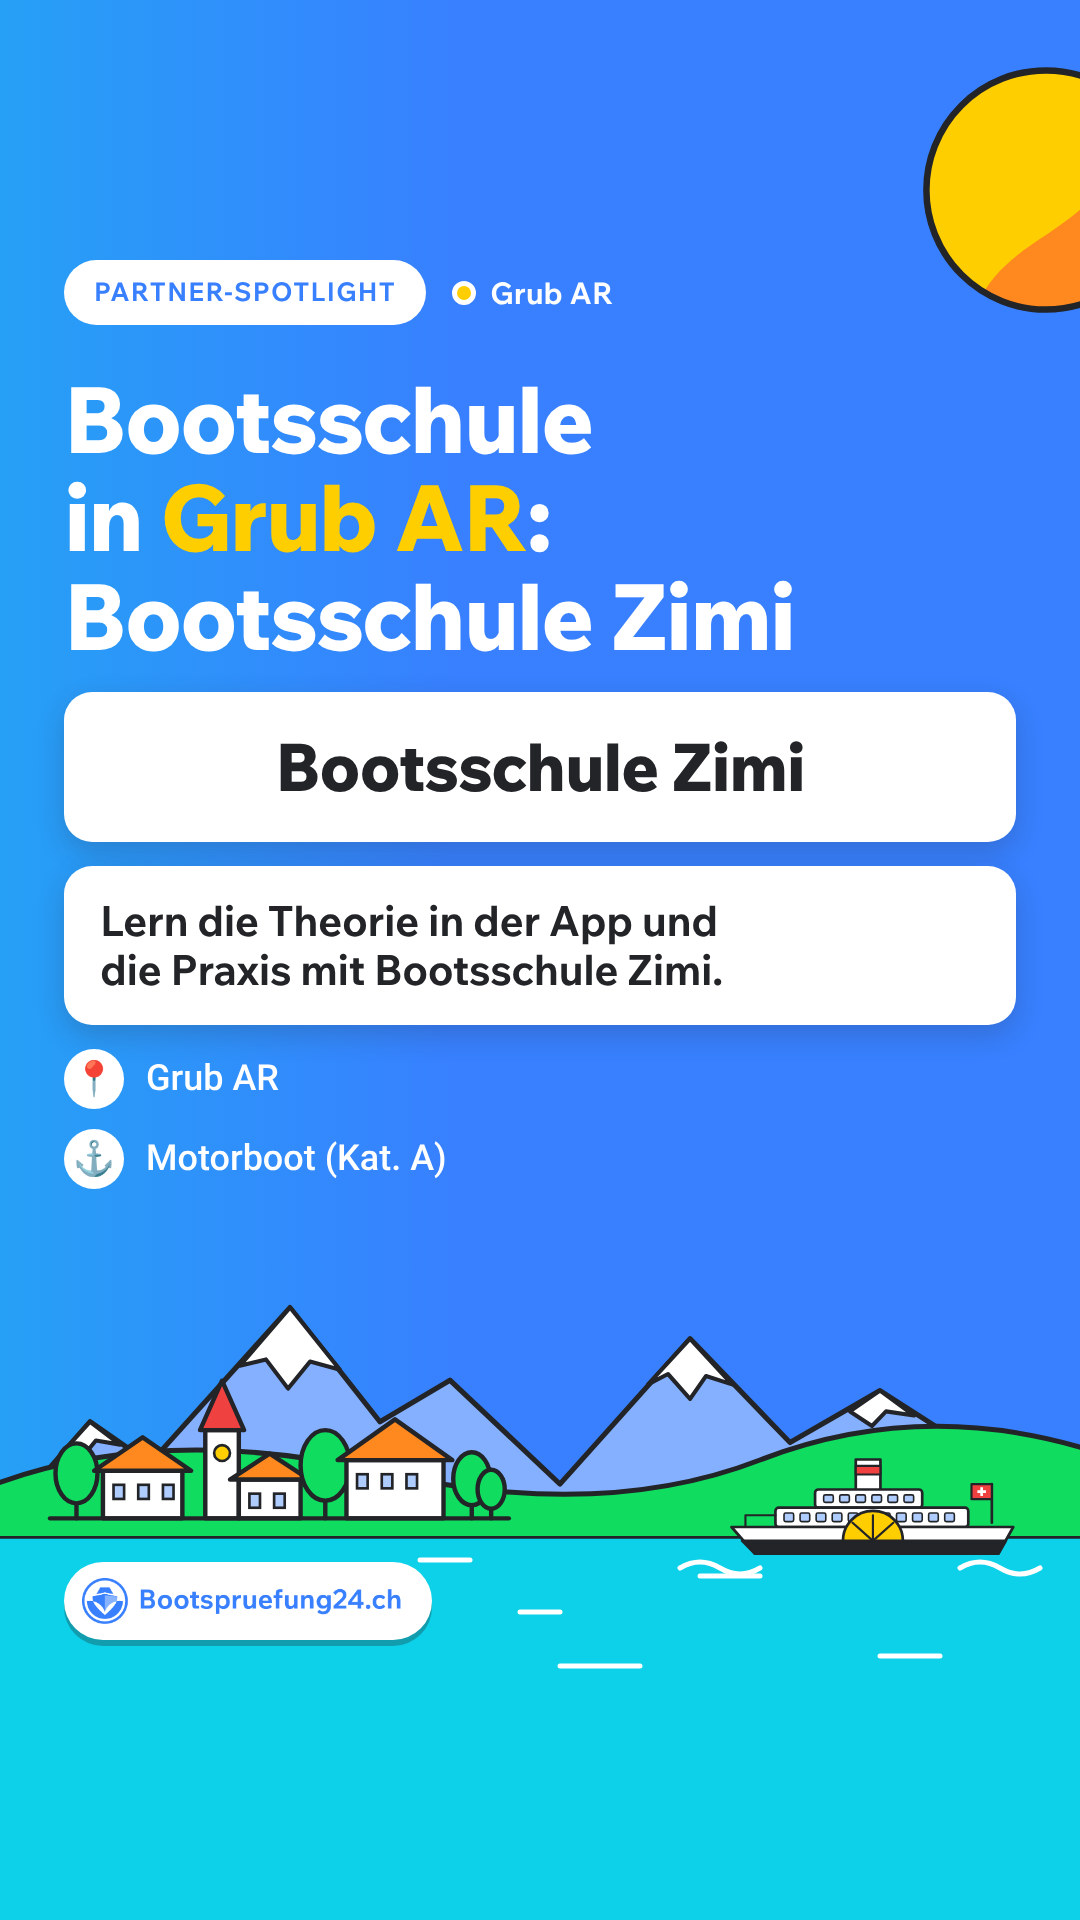 PARTNER-SPOTLIGHT
Grub AR
Bootsschule
in Grub AR:
Bootsschule Zimi
Bootsschule Zimi
Lern die Theorie in der App und
die Praxis mit Bootsschule Zimi.
Grub AR
Motorboot (Kat. A)
Bootspruefung24.ch